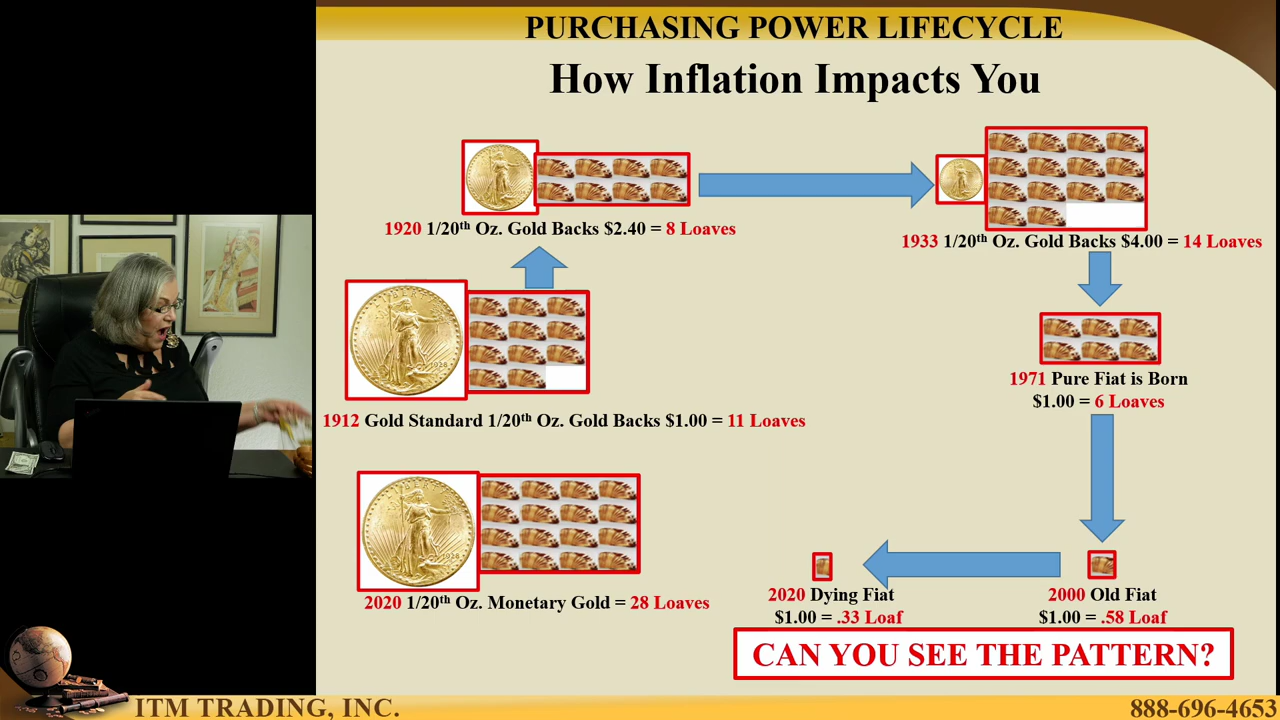 PURCHASING POWER LIFECYCLE
How Inflation Impacts You
1920 1/20th Oz. Gold Backs $2.40 = 8 Loaves
1933 1/20th Oz. Gold Backs $4.00 = 14 Loaves
1912 Gold Standard 1/20th Oz. Gold Backs $1.00 = 11 Loaves
1971 Pure Fiat is Born
$1.00 = 6 Loaves
2020 1/20th Oz. Monetary Gold = 28 Loaves
2020 Dying Fiat
$1.00 = .33 Loaf
2000 Old Fiat
$1.00 = .58 Loaf
CAN YOU SEE THE PATTERN?
ITM TRADING, INC.
888-696-4653